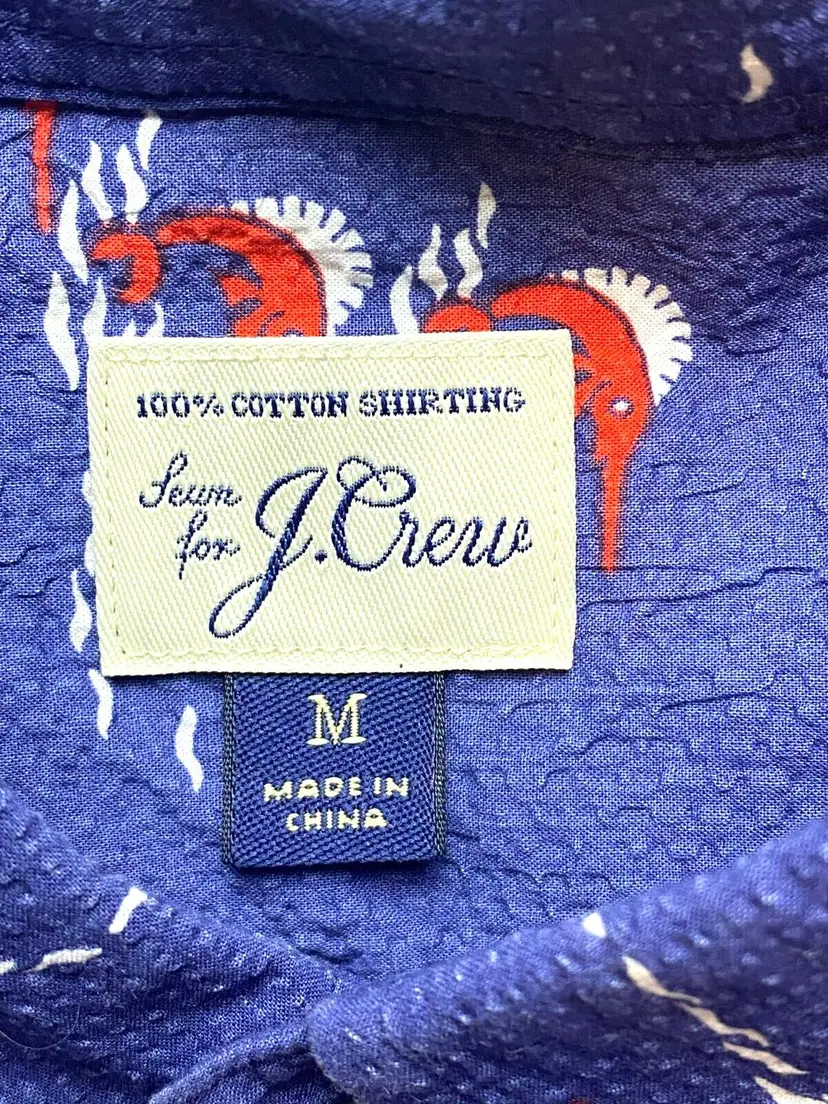 100% COTTON SHIRTING
Sewn
for J.Crew
M
MADE IN
CHINA